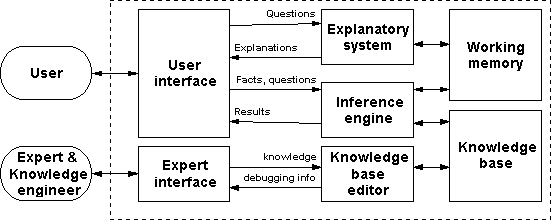 Questions
Explanatory
system
Explanations
Working
memory
User
User
interface
Facts, questions
Inference
engine
Results
Knowledge
base
Expert &
Knowledge
engineer
Expert
interface
knowledge
debugging info
Knowledge
base
editor